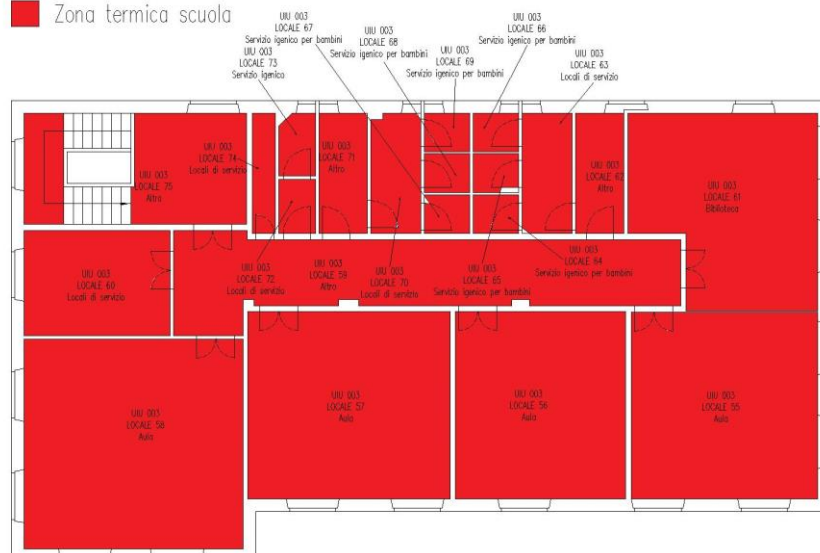 Zona termica scuola
UIU 003
LOCALE 67
Servizio igenico per bambini
UIU 003
LOCALE 66
Servizio igenico per bambini
UIU 003
LOCALE 68
Servizio igenico per bambini
UIU 003
LOCALE 73
Servizio igenico
UIU 003
LOCALE 69
Servizio igenico per bambini
UIU 003
LOCALE 63
Locali di servizio
UIU 003
LOCALE 74
Locali di servizio
UIU 003
LOCALE 75
Altro
UIU 003
LOCALE 71
Altro
UIU 003
LOCALE 62
Altro
UIU 003
LOCALE 61
Biblioteca
UIU 003
LOCALE 60
Locali di servizio
UIU 003
LOCALE 72
Locali di servizio
UIU 003
LOCALE 59
Altro
UIU 003
LOCALE 70
Locali di servizio
UIU 003
LOCALE 65
Servizio igenico per bambini
UIU 003
LOCALE 64
Servizio igenico per bambini
UIU 003
LOCALE 58
Aula
UIU 003
LOCALE 57
Aula
UIU 003
LOCALE 56
Aula
UIU 003
LOCALE 55
Aula